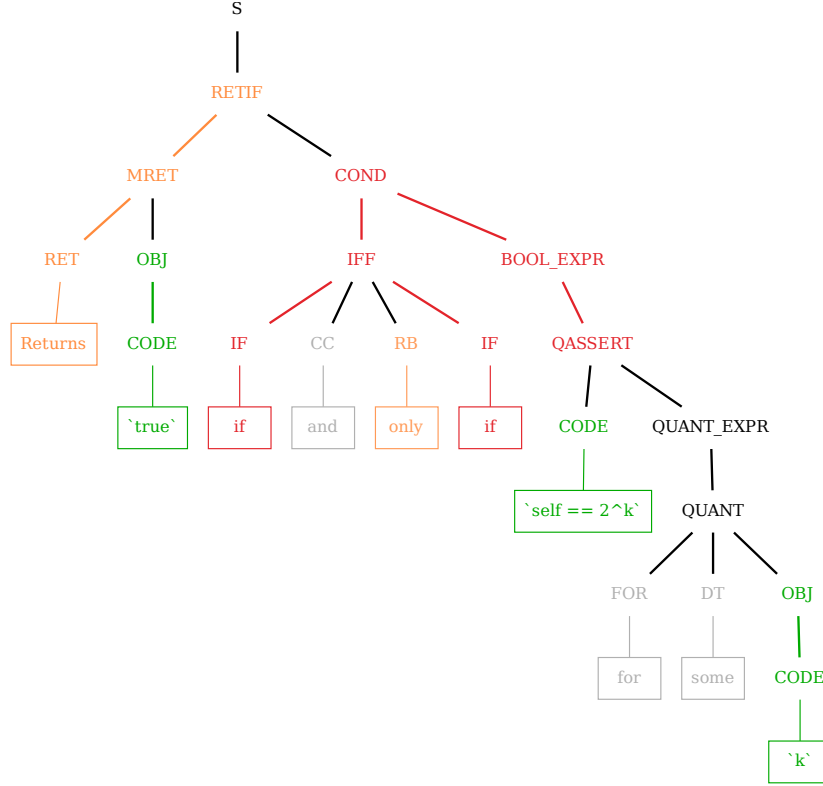 S
RETIF
MRET COND
RET OBJ IFF BOOL_EXPR
Returns CODE IF CC RB IF QASSERT
`true` if and only if CODE QUANT_EXPR
`self == 2^k` QUANT
FOR DT OBJ
for some CODE
`k`